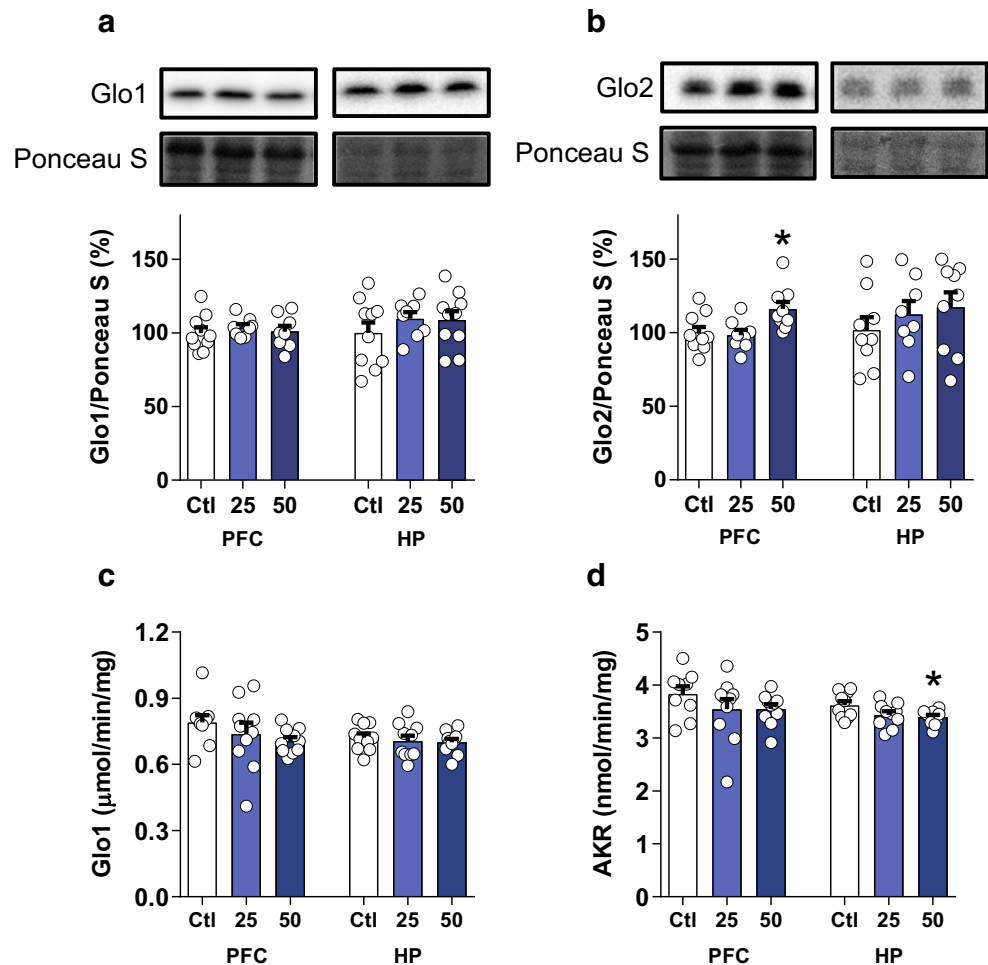 a
Glo1
Ponceau S
Glo1/Ponceau S (%)
150
100
50
0
Ctl 25 50 Ctl 25 50
PFC HP
b
Glo2
Ponceau S
Glo2/Ponceau S (%)
150
100
50
0
*
Ctl 25 50 Ctl 25 50
PFC HP
c
Glo1 (μmol/min/mg)
1.2
0.9
0.6
0.3
0.0
Ctl 25 50 Ctl 25 50
PFC HP
d
AKR (nmol/min/mg)
5
4
3
2
1
0
*
Ctl 25 50 Ctl 25 50
PFC HP